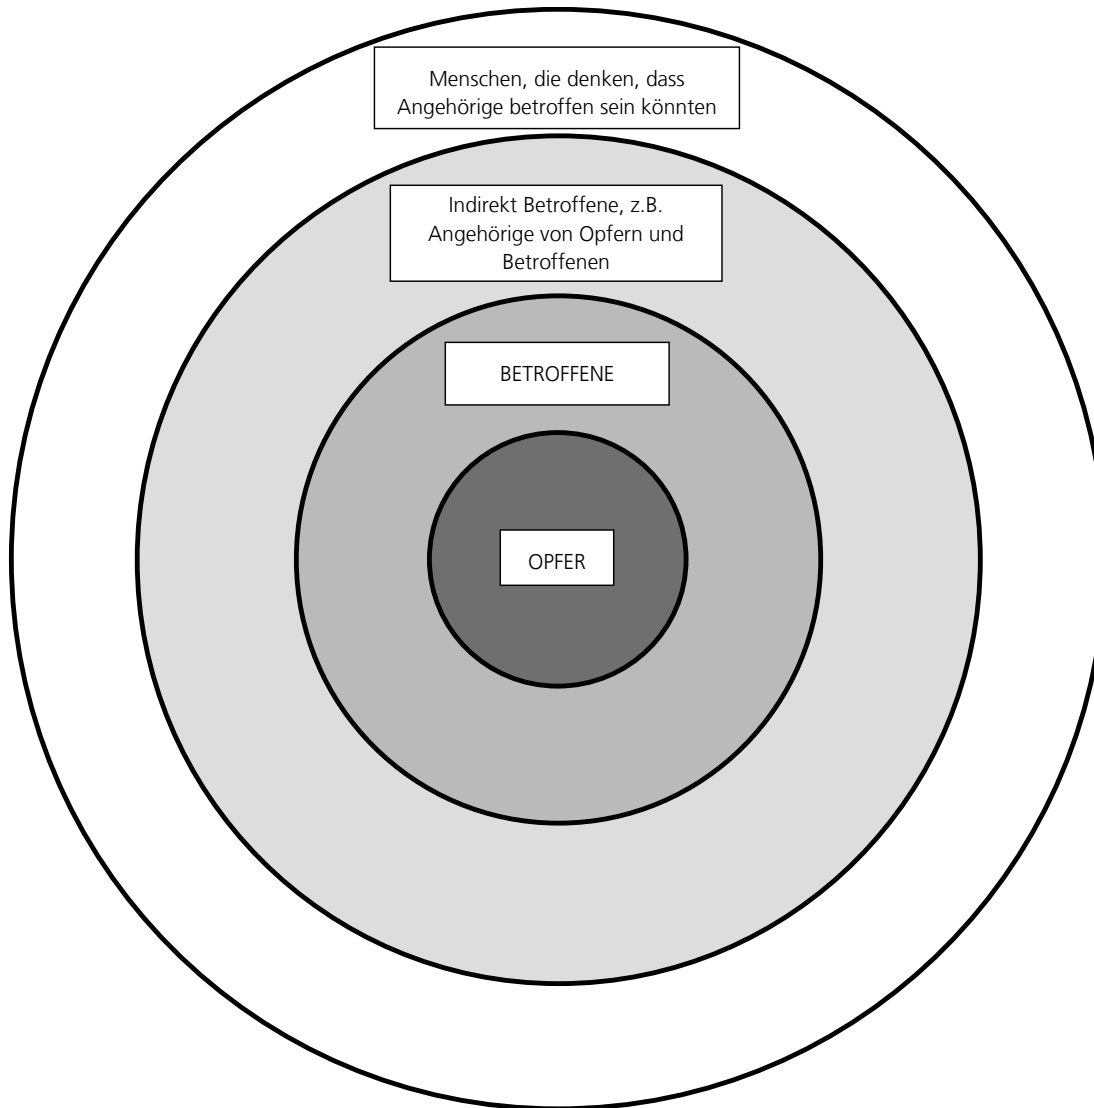 Menschen, die denken, dass
Angehörige betroffen sein könnten
Indirekt Betroffene, z.B.
Angehörige von Opfern und
Betroffenen
BETROFFENE
OPFER